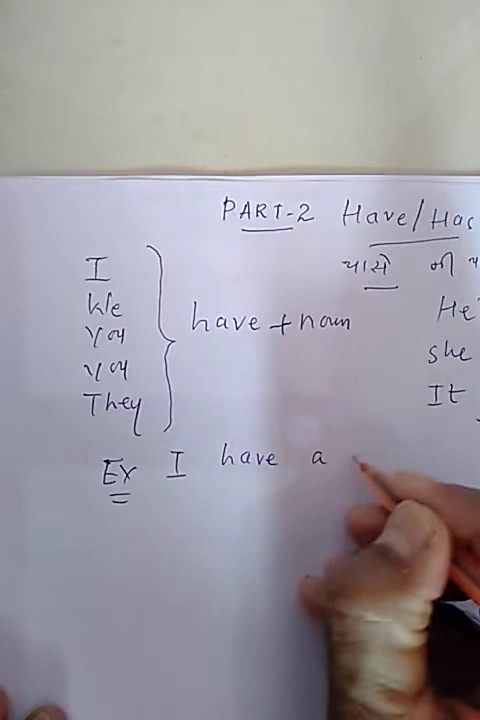 PART-2 Have/Has
I
We
You
You
They
have + noun
He
She
It
Ex I have a